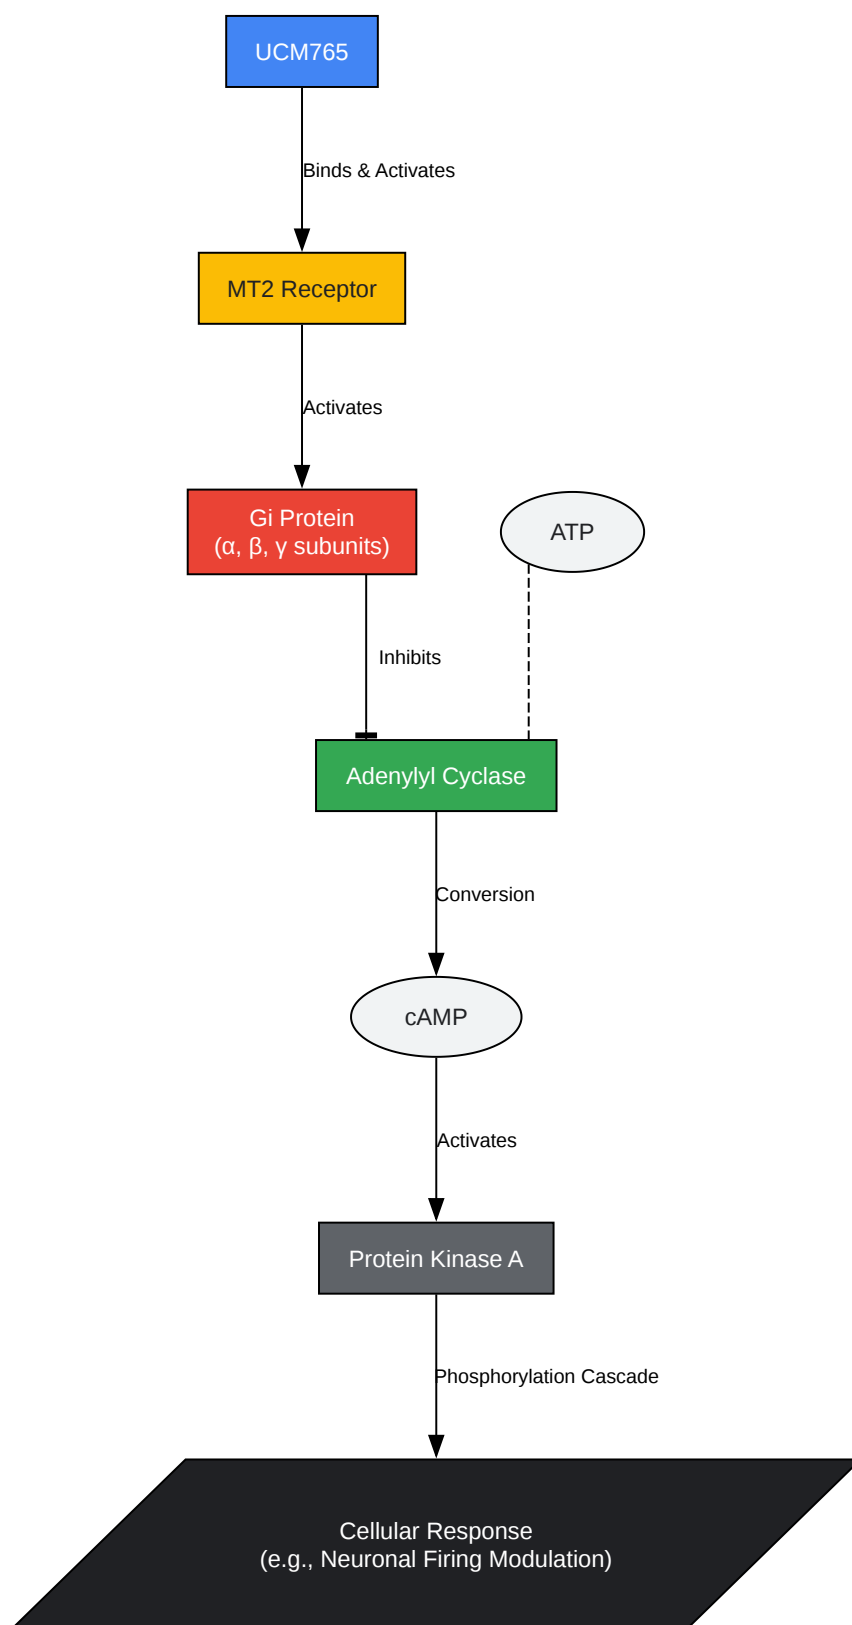 UCM765
Binds & Activates
MT2 Receptor
Activates
Gi Protein
(α, β, γ subunits)
ATP
Inhibits
Adenylyl Cyclase
Conversion
cAMP
Activates
Protein Kinase A
Phosphorylation Cascade
Cellular Response
(e.g., Neuronal Firing Modulation)